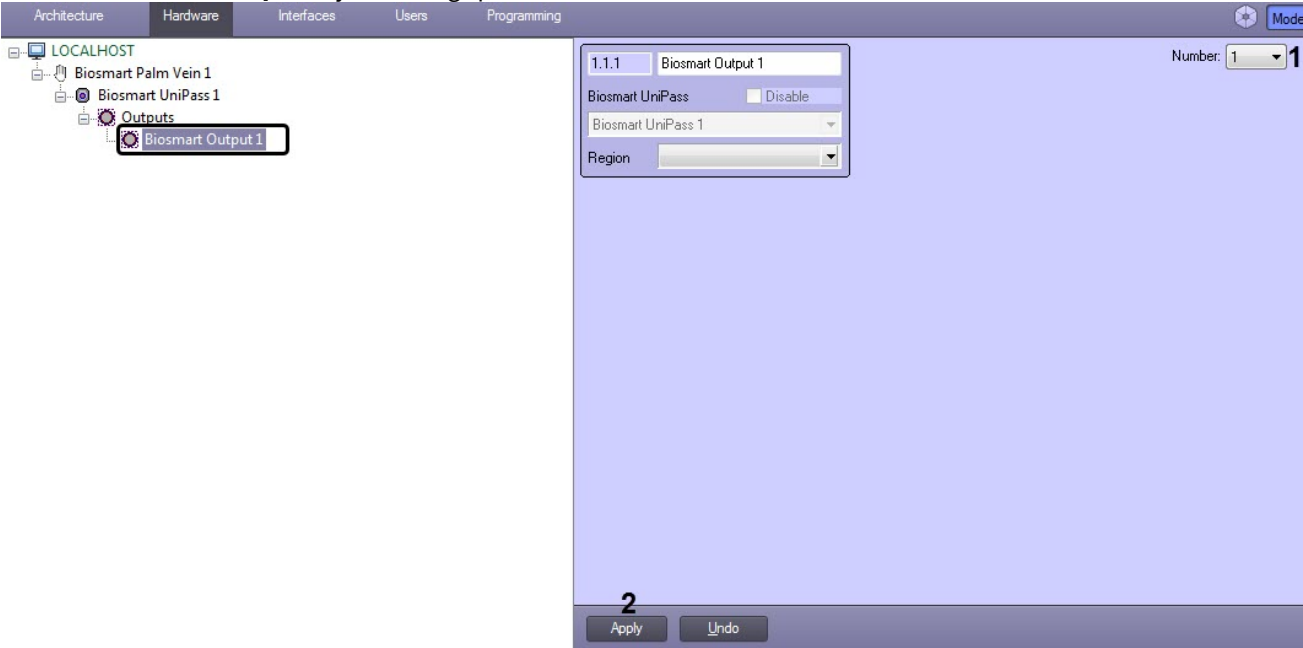 Architecture Hardware Interfaces Users Programming Mode
LOCALHOST
Biosmart Palm Vein 1
Biosmart UniPass 1
Outputs
Biosmart Output 1
1.1.1 Biosmart Output 1
Biosmart UniPass Disable
Biosmart UniPass 1
Region
Number: 1 1
2
Apply Undo